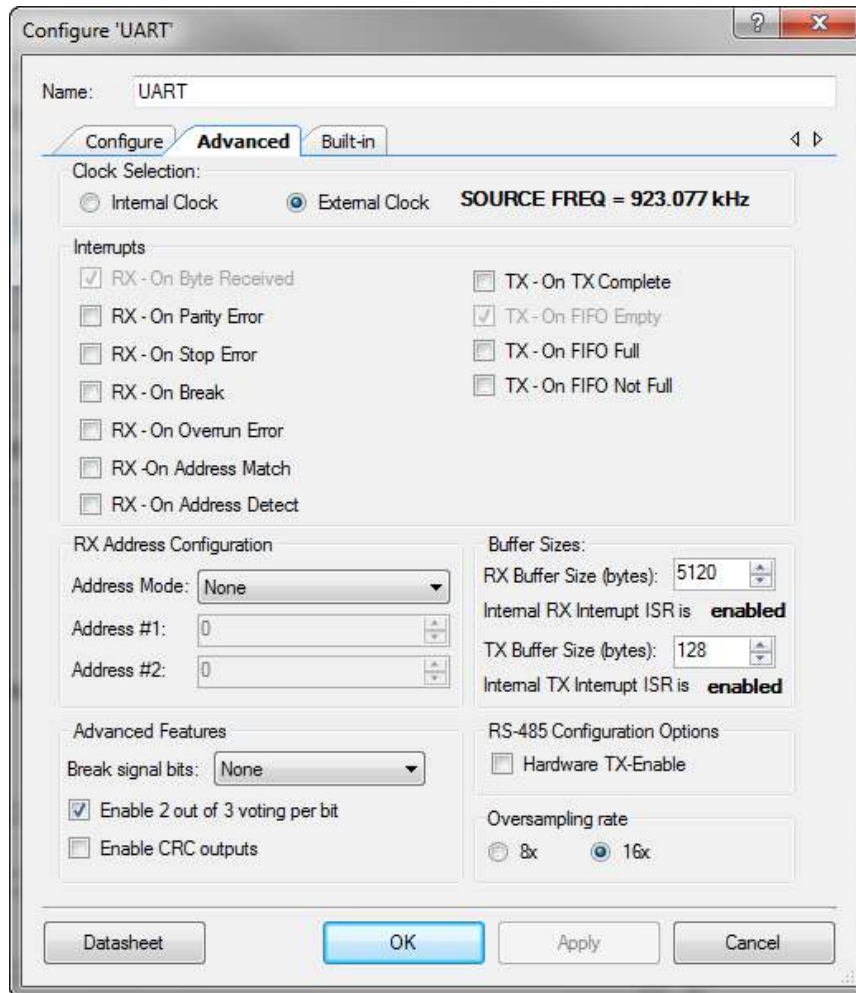 Configure 'UART'
Name: UART
Configure Advanced Built-in
Clock Selection:
Internal Clock External Clock SOURCE FREQ = 923.077 kHz
Interrupts
RX - On Byte Received
RX - On Parity Error
RX - On Stop Error
RX - On Break
RX - On Overrun Error
RX -On Address Match
RX - On Address Detect
TX - On TX Complete
TX - On FIFO Empty
TX - On FIFO Full
TX - On FIFO Not Full
RX Address Configuration
Address Mode: None
Address #1: 0
Address #2: 0
Buffer Sizes:
RX Buffer Size (bytes): 5120
Internal RX Interrupt ISR is enabled
TX Buffer Size (bytes): 128
Internal TX Interrupt ISR is enabled
Advanced Features
Break signal bits: None
Enable 2 out of 3 voting per bit
Enable CRC outputs
RS-485 Configuration Options
Hardware TX-Enable
Oversampling rate
8x 16x
Datasheet OK Apply Cancel